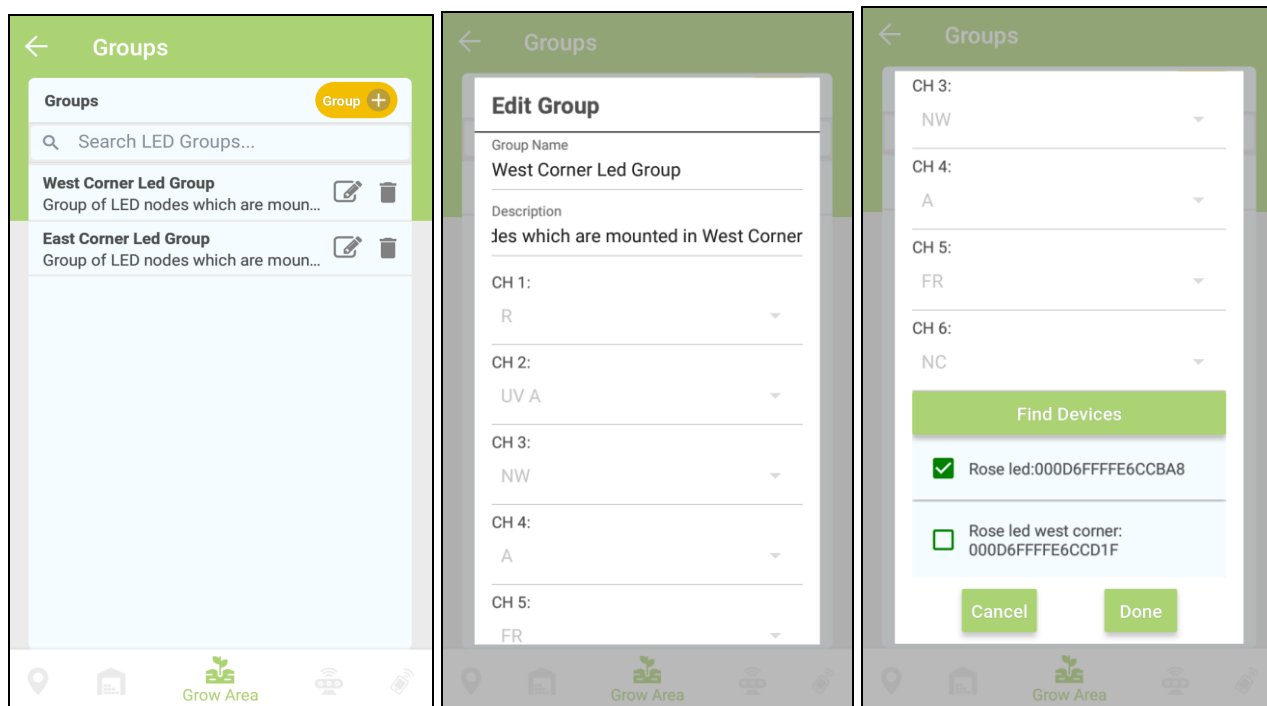 Groups
Groups
Group
Search LED Groups...
West Corner Led Group
Group of LED nodes which are moun...
East Corner Led Group
Group of LED nodes which are moun...
Grow Area
Groups
Edit Group
Group Name
West Corner Led Group
Description
des which are mounted in West Corner
CH 1:
R
CH 2:
UV A
CH 3:
NW
CH 4:
A
CH 5:
FR
Grow Area
Groups
CH 3:
NW
CH 4:
A
CH 5:
FR
CH 6:
NC
Find Devices
Rose led:000D6FFFFE6CCBA8
Rose led west corner:
000D6FFFFE6CCD1F
Cancel
Done
Grow Area